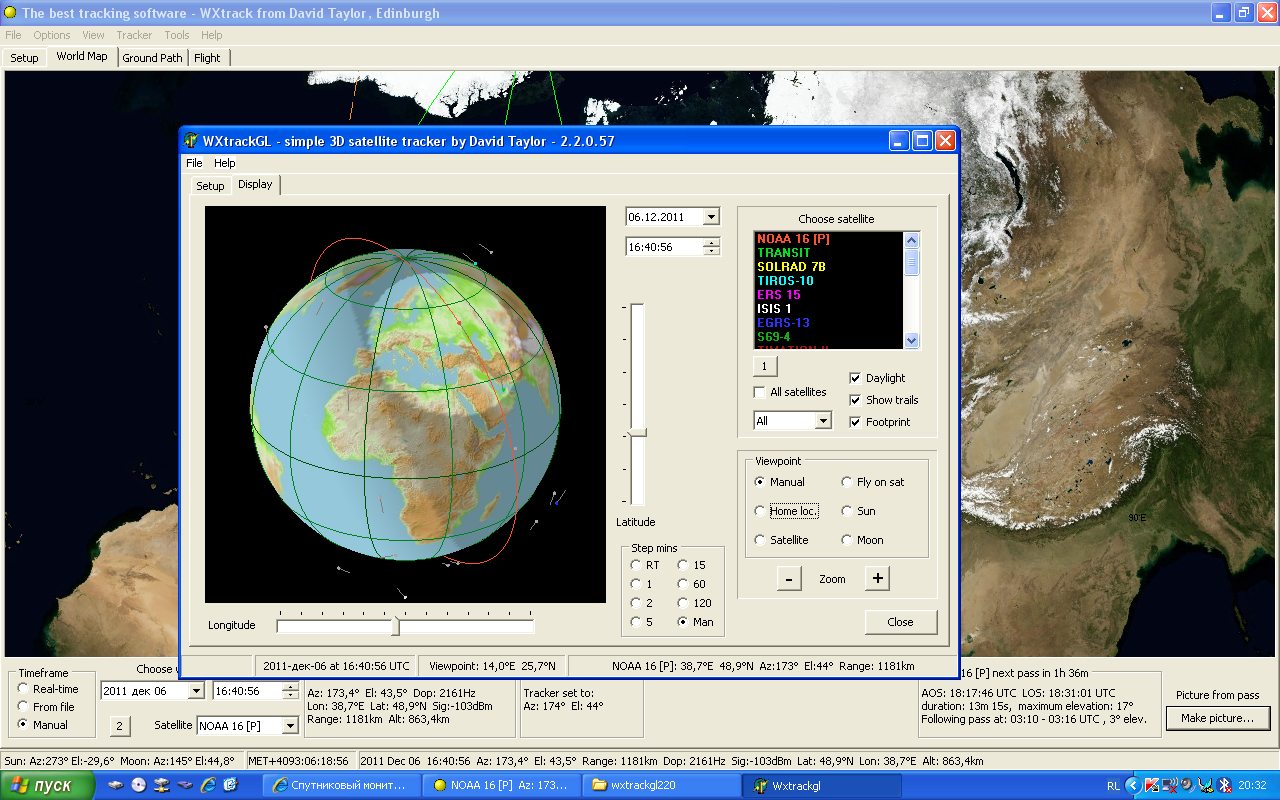 The best tracking software - WXtrack from David Taylor, Edinburgh
File Options View Tracker Tools Help
Setup World Map Ground Path Flight
WXtrackGL - simple 3D satellite tracker by David Taylor - 2.2.0.57
File Help
Setup Display
06.12.2011
16:40:56
Latitude
Step mins
RT 15
1 60
2 120
5 Man
Longitude
Choose satellite
NOAA 16 [P]
TRANSIT
SOLRAD 7B
TIROS-10
ERS 15
ISIS 1
EGRS-13
S69-4
TIMATION II
1
All satellites
All
Daylight
Show trails
Footprint
Viewpoint
Manual Fly on sat
Home loc. Sun
Satellite Moon
- Zoom +
Close
2011-дек-06 at 16:40:56 UTC Viewpoint: 14,0°E 25,7°N NOAA 16 [P]: 38,7°E 48,9°N Az:173° El:44° Range: 1181km
90°E
Timeframe
Real-time
From file
Manual
Choose
2011 дек 06 16:40:56
2 Satellite NOAA 16 [P]
Az: 173,4° El: 43,5° Dop: 2161Hz
Lon: 38,7°E Lat: 48,9°N Sig:-103dBm
Range: 1181km Alt: 863,4km
Tracker set to:
Az: 174° El: 44°
16 [P] next pass in 1h 36m
AOS: 18:17:46 UTC LOS: 18:31:01 UTC
duration: 13m 15s, maximum elevation: 17°
Following pass at: 03:10 - 03:16 UTC , 3° elev.
Picture from pass
Make picture...
Sun: Az:273° El:-29,6° Moon: Az:145° El:44,8° MET+4093:06:18:56 2011 Dec 06 16:40:56 Az: 173,4° El: 43,5° Range: 1181km Dop: 2162Hz Sig:-103dBm Lat: 48,9°N Lon: 38,7°E Alt: 863,4km
пуск Спутниковый монит... NOAA 16 [P] Az: 173... wxtrackgl220 Wxtrackgl RL 20:32